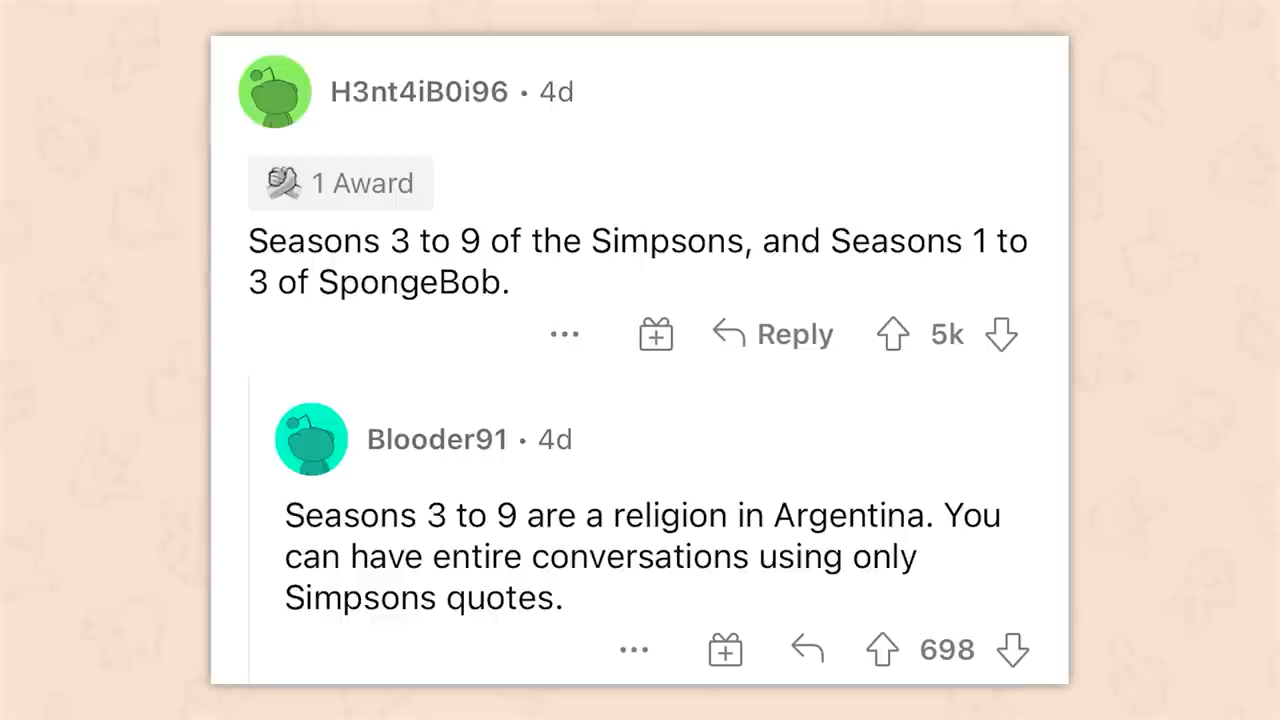 H3nt4iB0i96 • 4d
1 Award
Seasons 3 to 9 of the Simpsons, and Seasons 1 to
3 of SpongeBob.
... Reply 5k
Blooder91 • 4d
Seasons 3 to 9 are a religion in Argentina. You
can have entire conversations using only
Simpsons quotes.
... 698